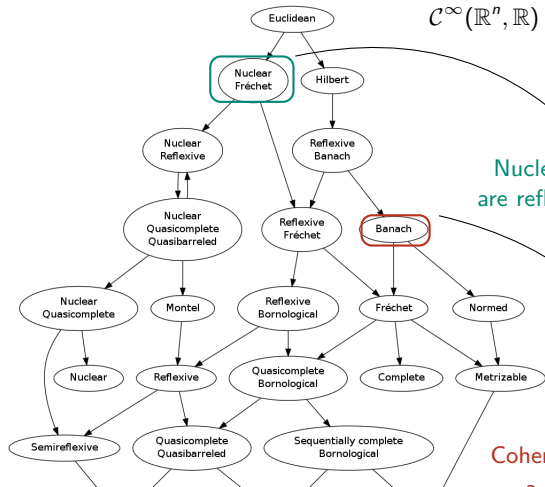 Euclidean
𝒞^∞(ℝ^n, ℝ)
Nuclear
Fréchet
Hilbert
Nuclear
Reflexive
Reflexive
Banach
Nucle
are refl
Nuclear
Quasicomplete
Quasibarreled
Reflexive
Fréchet
Banach
Nuclear
Quasicomplete
Montel
Reflexive
Bornological
Fréchet
Normed
Nuclear
Reflexive
Quasicomplete
Bornological
Complete
Metrizable
Semireflexive
Quasicomplete
Quasibarreled
Sequentially complete
Bornological
Coher